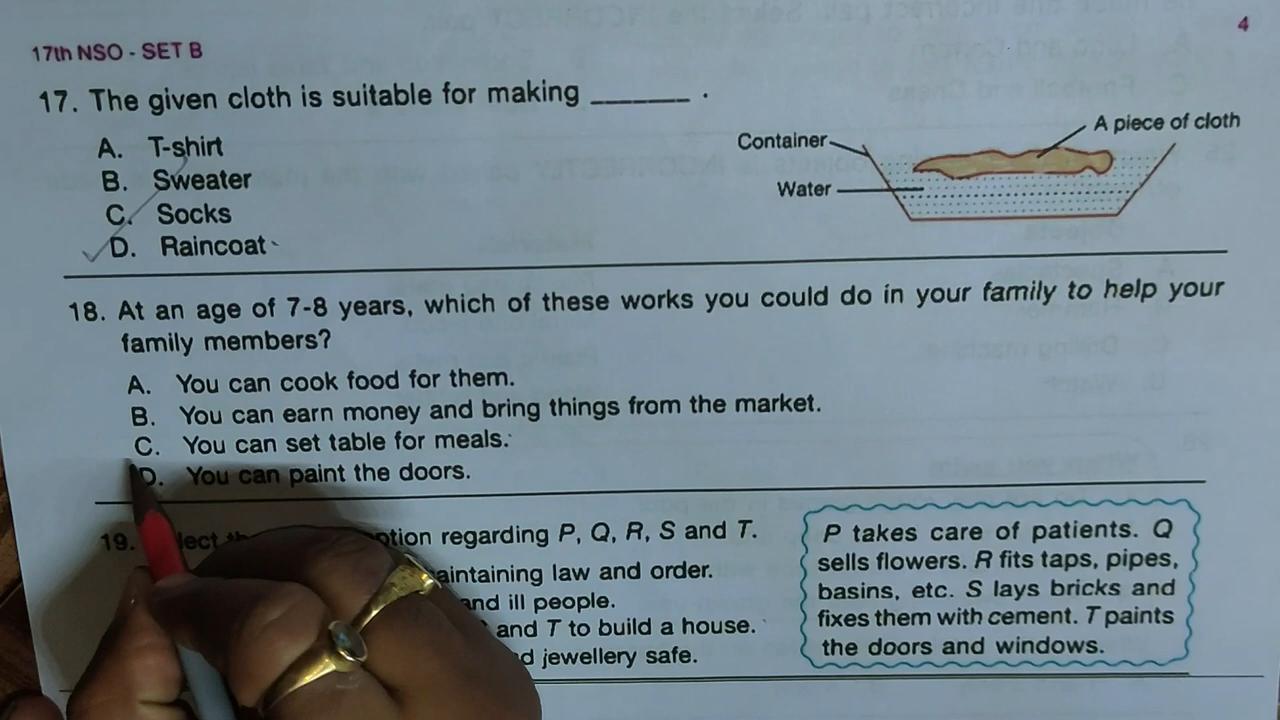 4
17th NSO - SET B
17. The given cloth is suitable for making _______ .
A. T-shirt
B. Sweater
C. Socks
D. Raincoat
Container
A piece of cloth
Water
18. At an age of 7-8 years, which of these works you could do in your family to help your
family members?
A. You can cook food for them.
B. You can earn money and bring things from the market.
C. You can set table for meals.
D. You can paint the doors.
19. regarding P, Q, R, S and T.
law and order.
and ill people.
and T to build a house.
jewellery safe.
P takes care of patients. Q
sells flowers. R fits taps, pipes,
basins, etc. S lays bricks and
fixes them with cement. T paints
the doors and windows.